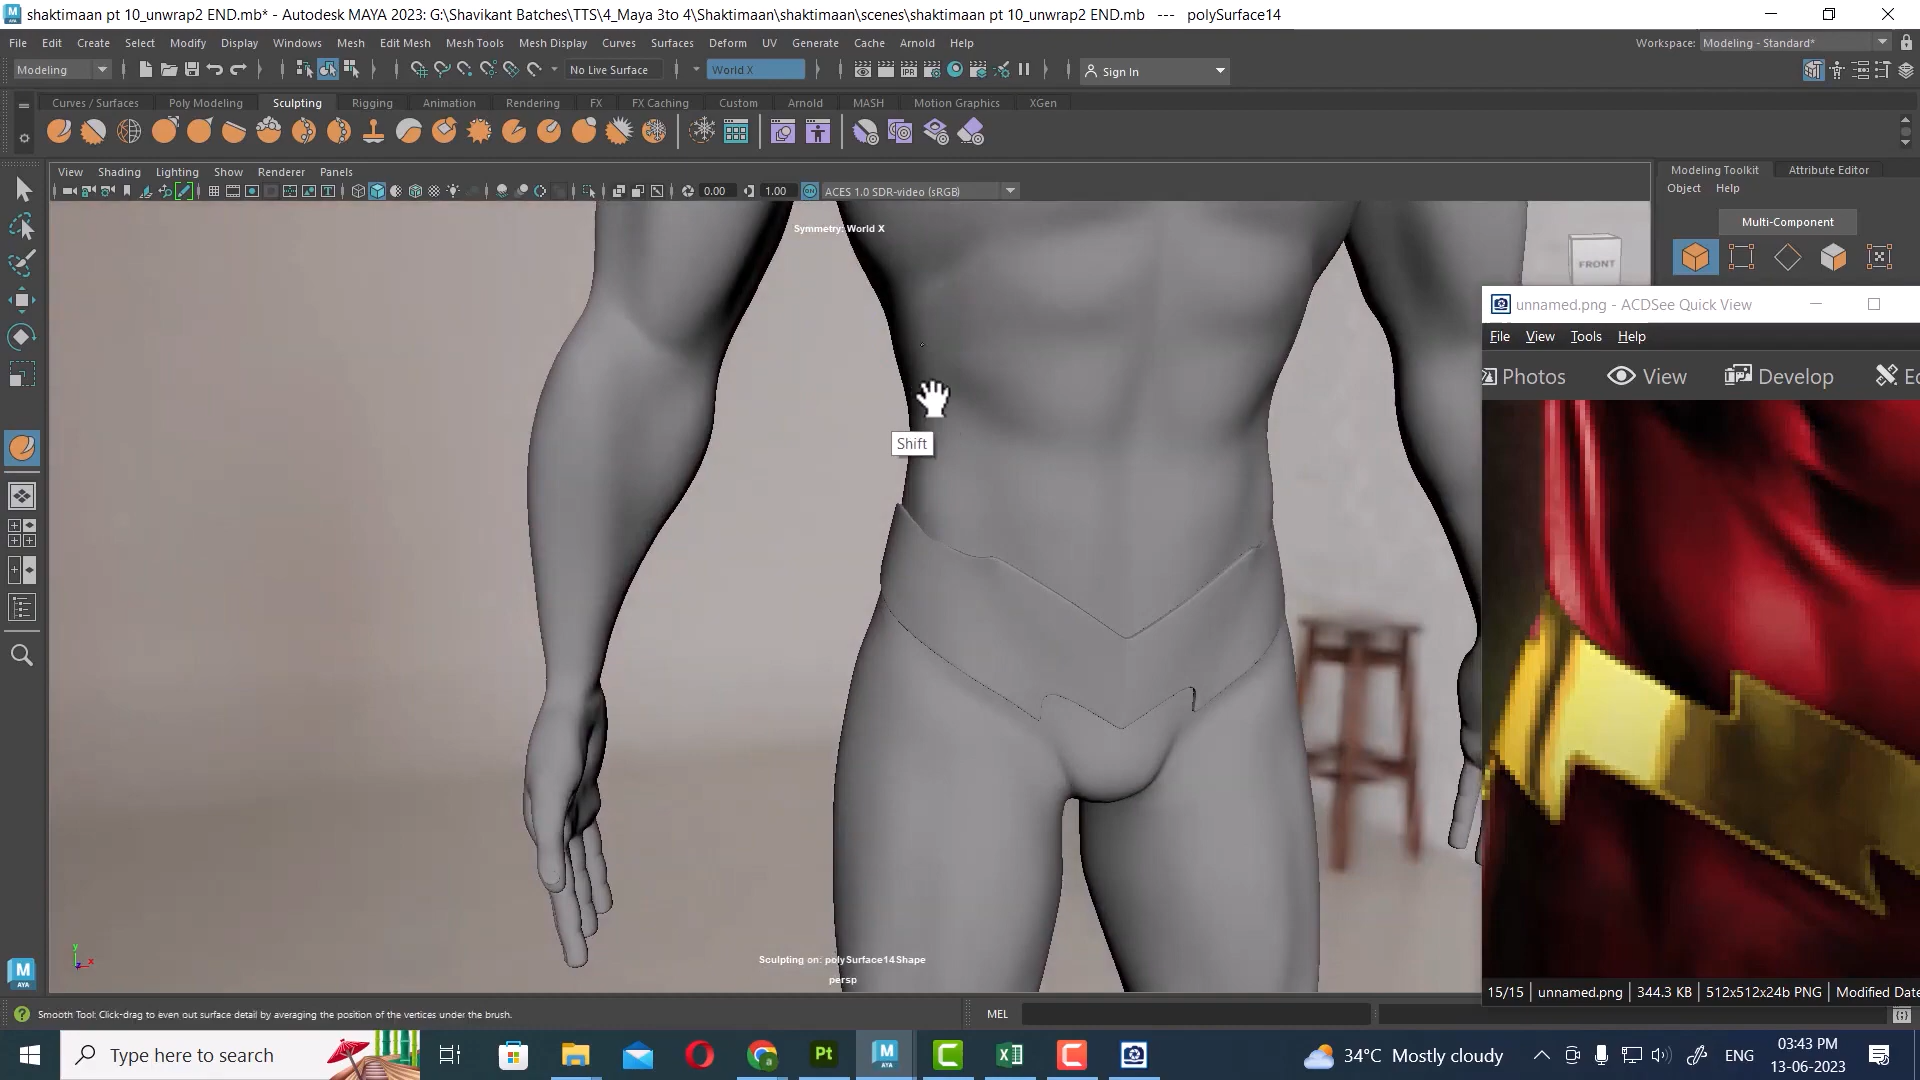 shaktimaan pt 10_unwrap2 END.mb* - Autodesk MAYA 2023: G:\Shavikant Batches\TTS\4_Maya 3to 4\Shaktimaan\shaktimaan\scenes\shaktimaan pt 10_unwrap2 END.mb --- polySurface14
File Edit Create Select Modify Display Windows Mesh Edit Mesh Mesh Tools Mesh Display Curves Surfaces Deform UV Generate Cache Arnold Help Workspace: Modeling - Standard*
Modeling No Live Surface World X IPR Sign In
Curves / Surfaces Poly Modeling Sculpting Rigging Animation Rendering FX FX Caching Custom Arnold MASH Motion Graphics XGen
View Shading Lighting Show Renderer Panels Modeling Toolkit Attribute Editor
0.00 1.00 ON ACES 1.0 SDR-video (sRGB) Object Help
Multi-Component
Symmetry: World X
FRONT
unnamed.png - ACDSee Quick View
File View Tools Help
Photos View Develop Ed
Shift
Sculpting on: polySurface14Shape
persp
y x
M
AYA
15/15 unnamed.png 344.3 KB 512x512x24b PNG Modified Date
Smooth Tool: Click-drag to even out surface detail by averaging the position of the vertices under the brush. MEL
Type here to search Pt M AYA 34°C Mostly cloudy ENG 03:43 PM
13-06-2023